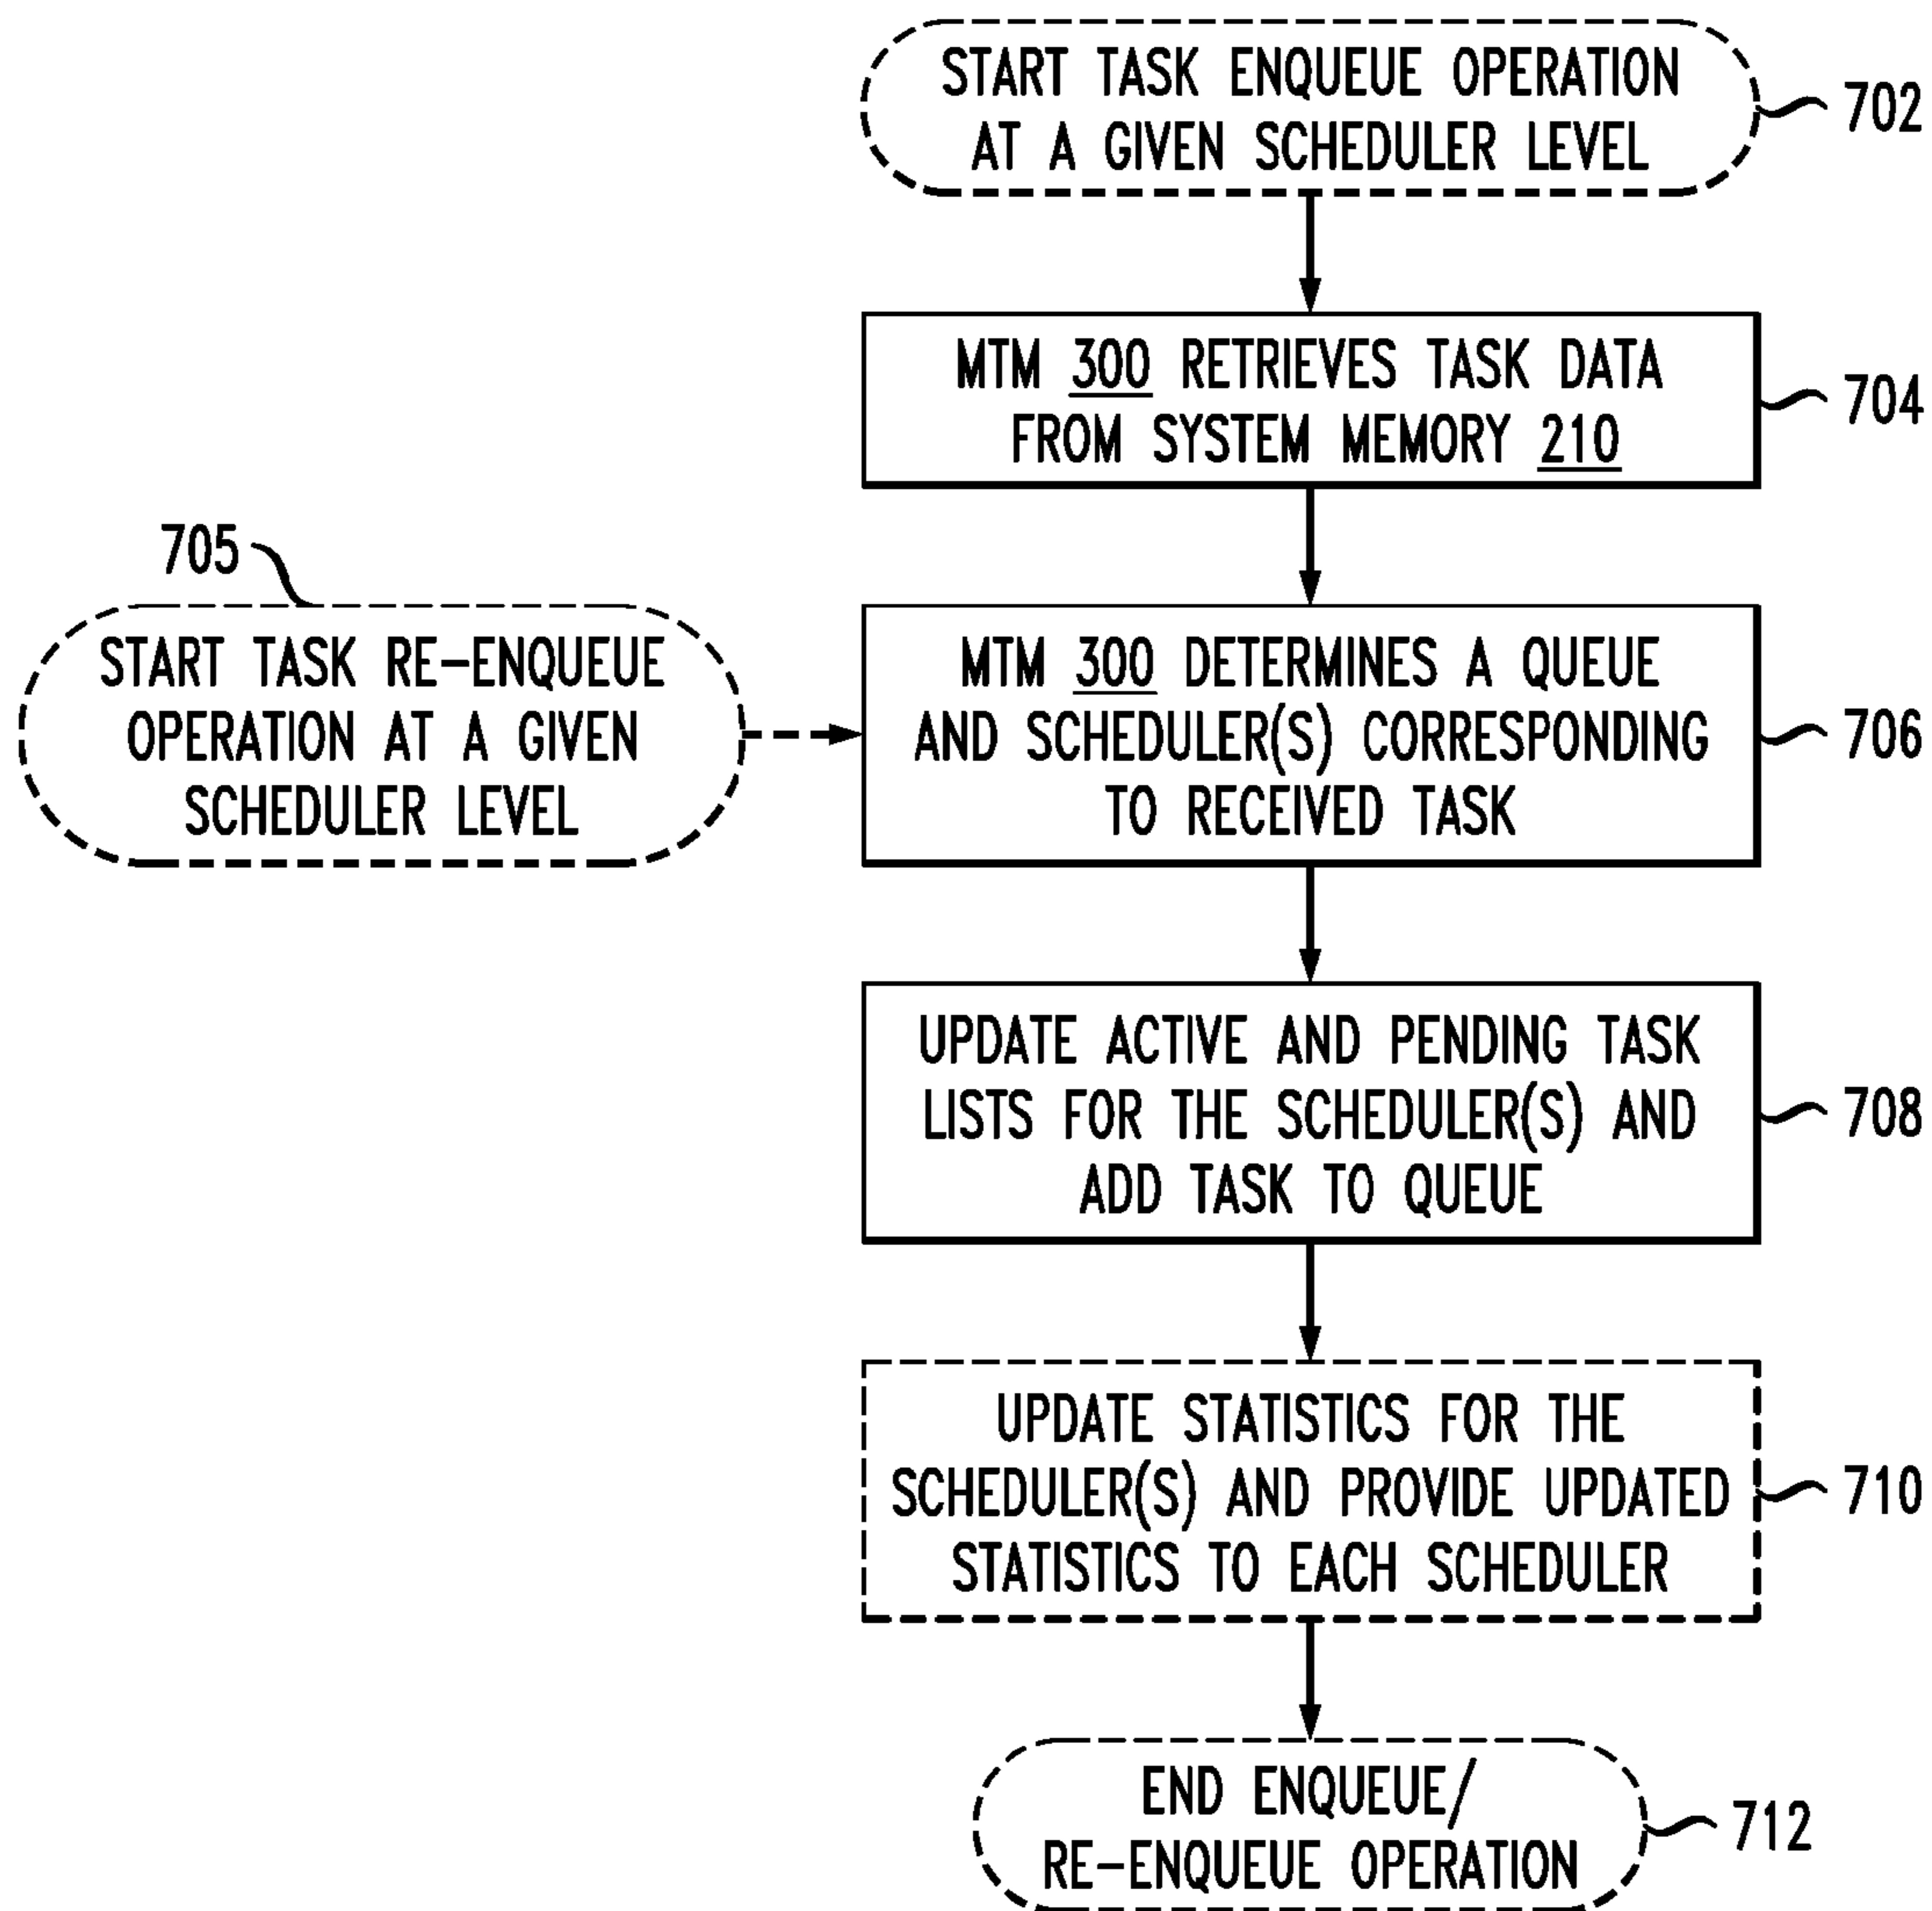 START TASK ENQUEUE OPERATION
AT A GIVEN SCHEDULER LEVEL
702
MTM 300 RETRIEVES TASK DATA
FROM SYSTEM MEMORY 210
704
705
START TASK RE-ENQUEUE
OPERATION AT A GIVEN
SCHEDULER LEVEL
MTM 300 DETERMINES A QUEUE
AND SCHEDULER(S) CORRESPONDING
TO RECEIVED TASK
706
UPDATE ACTIVE AND PENDING TASK
LISTS FOR THE SCHEDULER(S) AND
ADD TASK TO QUEUE
708
UPDATE STATISTICS FOR THE
SCHEDULER(S) AND PROVIDE UPDATED
STATISTICS TO EACH SCHEDULER
710
END ENQUEUE/
RE-ENQUEUE OPERATION
712